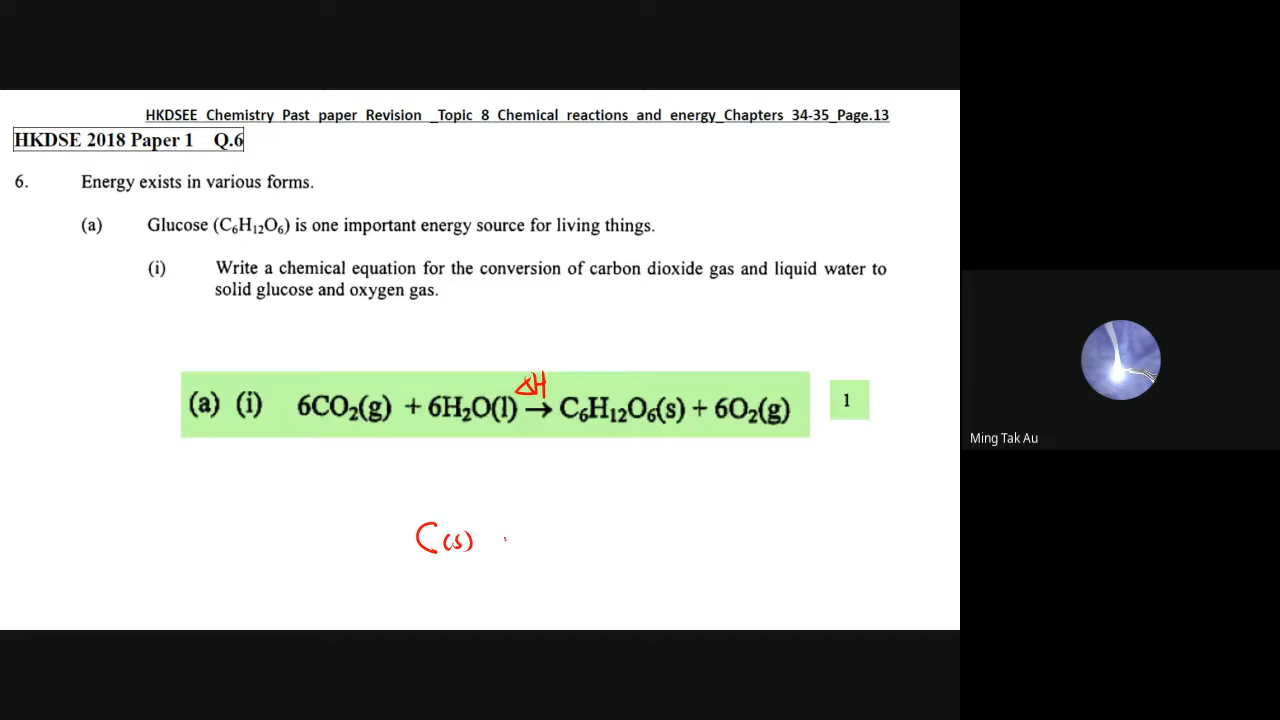 HKDSEE Chemistry Past paper Revision _Topic 8 Chemical reactions and energy_Chapters 34-35_Page.13
HKDSE 2018 Paper 1 Q.6
6. Energy exists in various forms.
(a) Glucose (C₆H₁₂O₆) is one important energy source for living things.
(i) Write a chemical equation for the conversion of carbon dioxide gas and liquid water to
solid glucose and oxygen gas.
ΔH
(a) (i) 6CO₂(g) + 6H₂O(l) → C₆H₁₂O₆(s) + 6O₂(g) 1
C(s)
Ming Tak Au